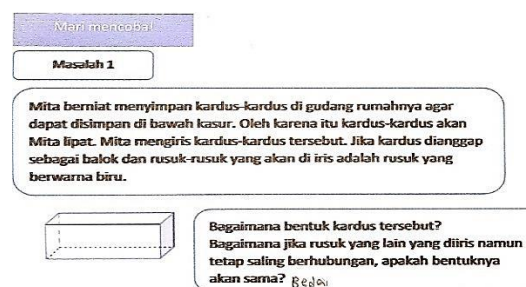 Mari mencoba!
Masalah 1
Mita berniat menyimpan kardus-kardus di gudang rumahnya agar
dapat disimpan di bawah kasur. Oleh karena itu kardus-kardus akan
Mita lipat. Mita mengiris kardus-kardus tersebut. Jika kardus dianggap
sebagai balok dan rusuk-rusuk yang akan di iris adalah rusuk yang
berwarna biru.
Bagaimana bentuk kardus tersebut?
Bagaimana jika rusuk yang lain yang diiris namun
tetap saling berhubungan, apakah bentuknya
akan sama? Beda